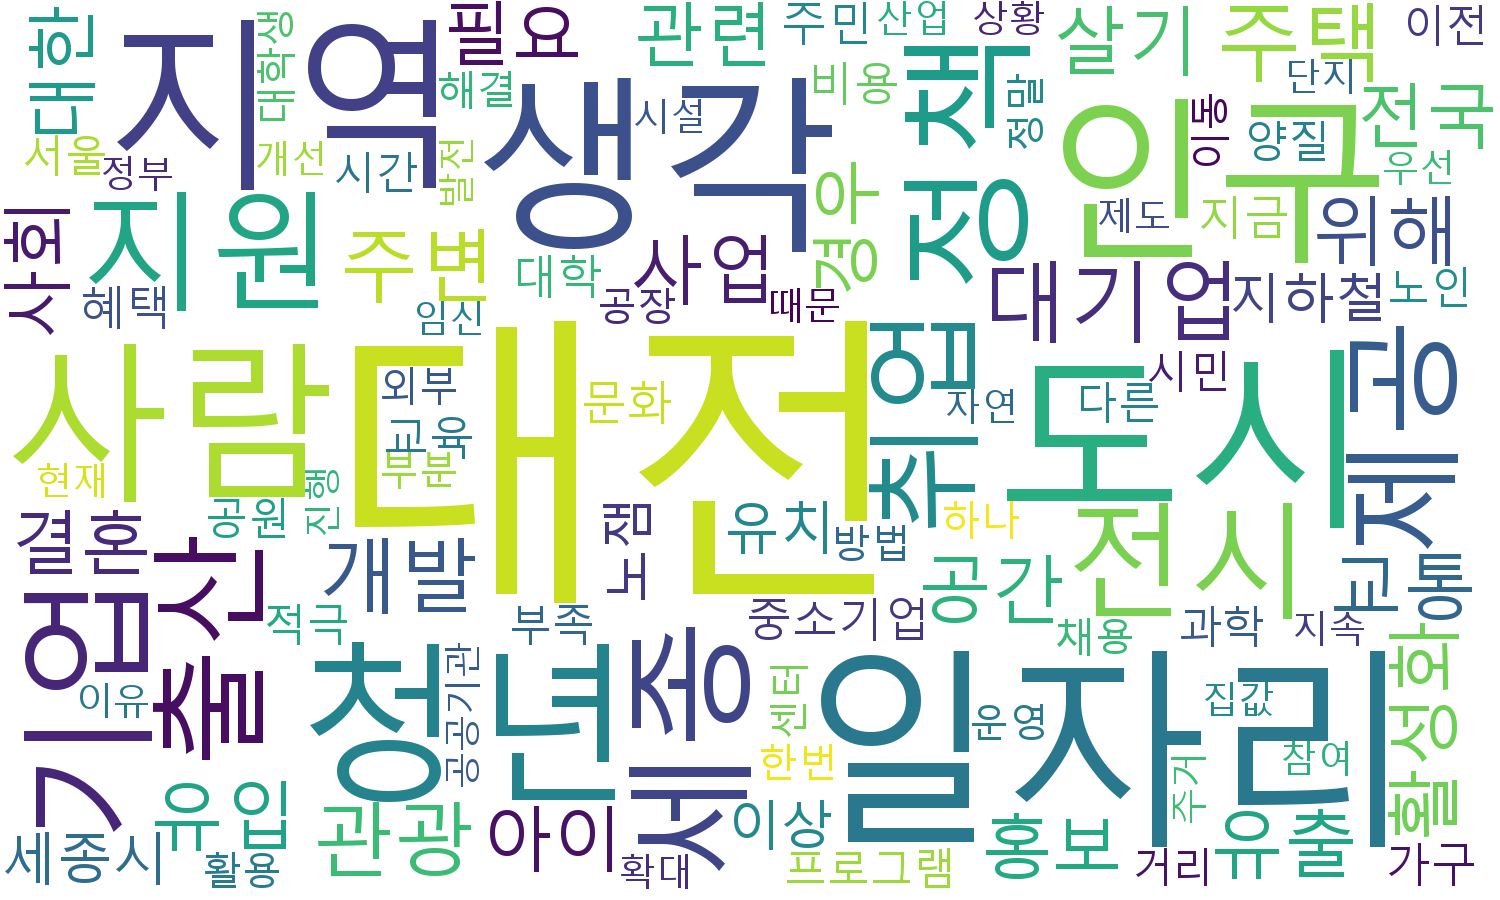 대한
지역
대학생
필요
해결
관련
주민
산업
상황
살기
주택
이전
서울
정부
개선
시간
발전
생각
시설
비용
정책
정말
인구
이동
양질
단지
전국
우선
사회
혜택
지원
주변
임신
대학
공장
사업
때문
경우
대기업
제도
지금
위해
지하철
노인
사람
현재
대전
외부
교육
부분
문화
취업
자연
도시
다른
시민
제공
결혼
출산
공원
진행
개발
노잼
유치
방법
하나
공간
전시
교통
기업
이유
적극
청년
공공기관
부족
세종
중소기업
센터
한번
일자리
운영
채용
과학
지속
집값
참여
주거
활성화
세종시
유입
활용
관광
아이
확대
이상
프로그램
홍보
거리
유출
가구